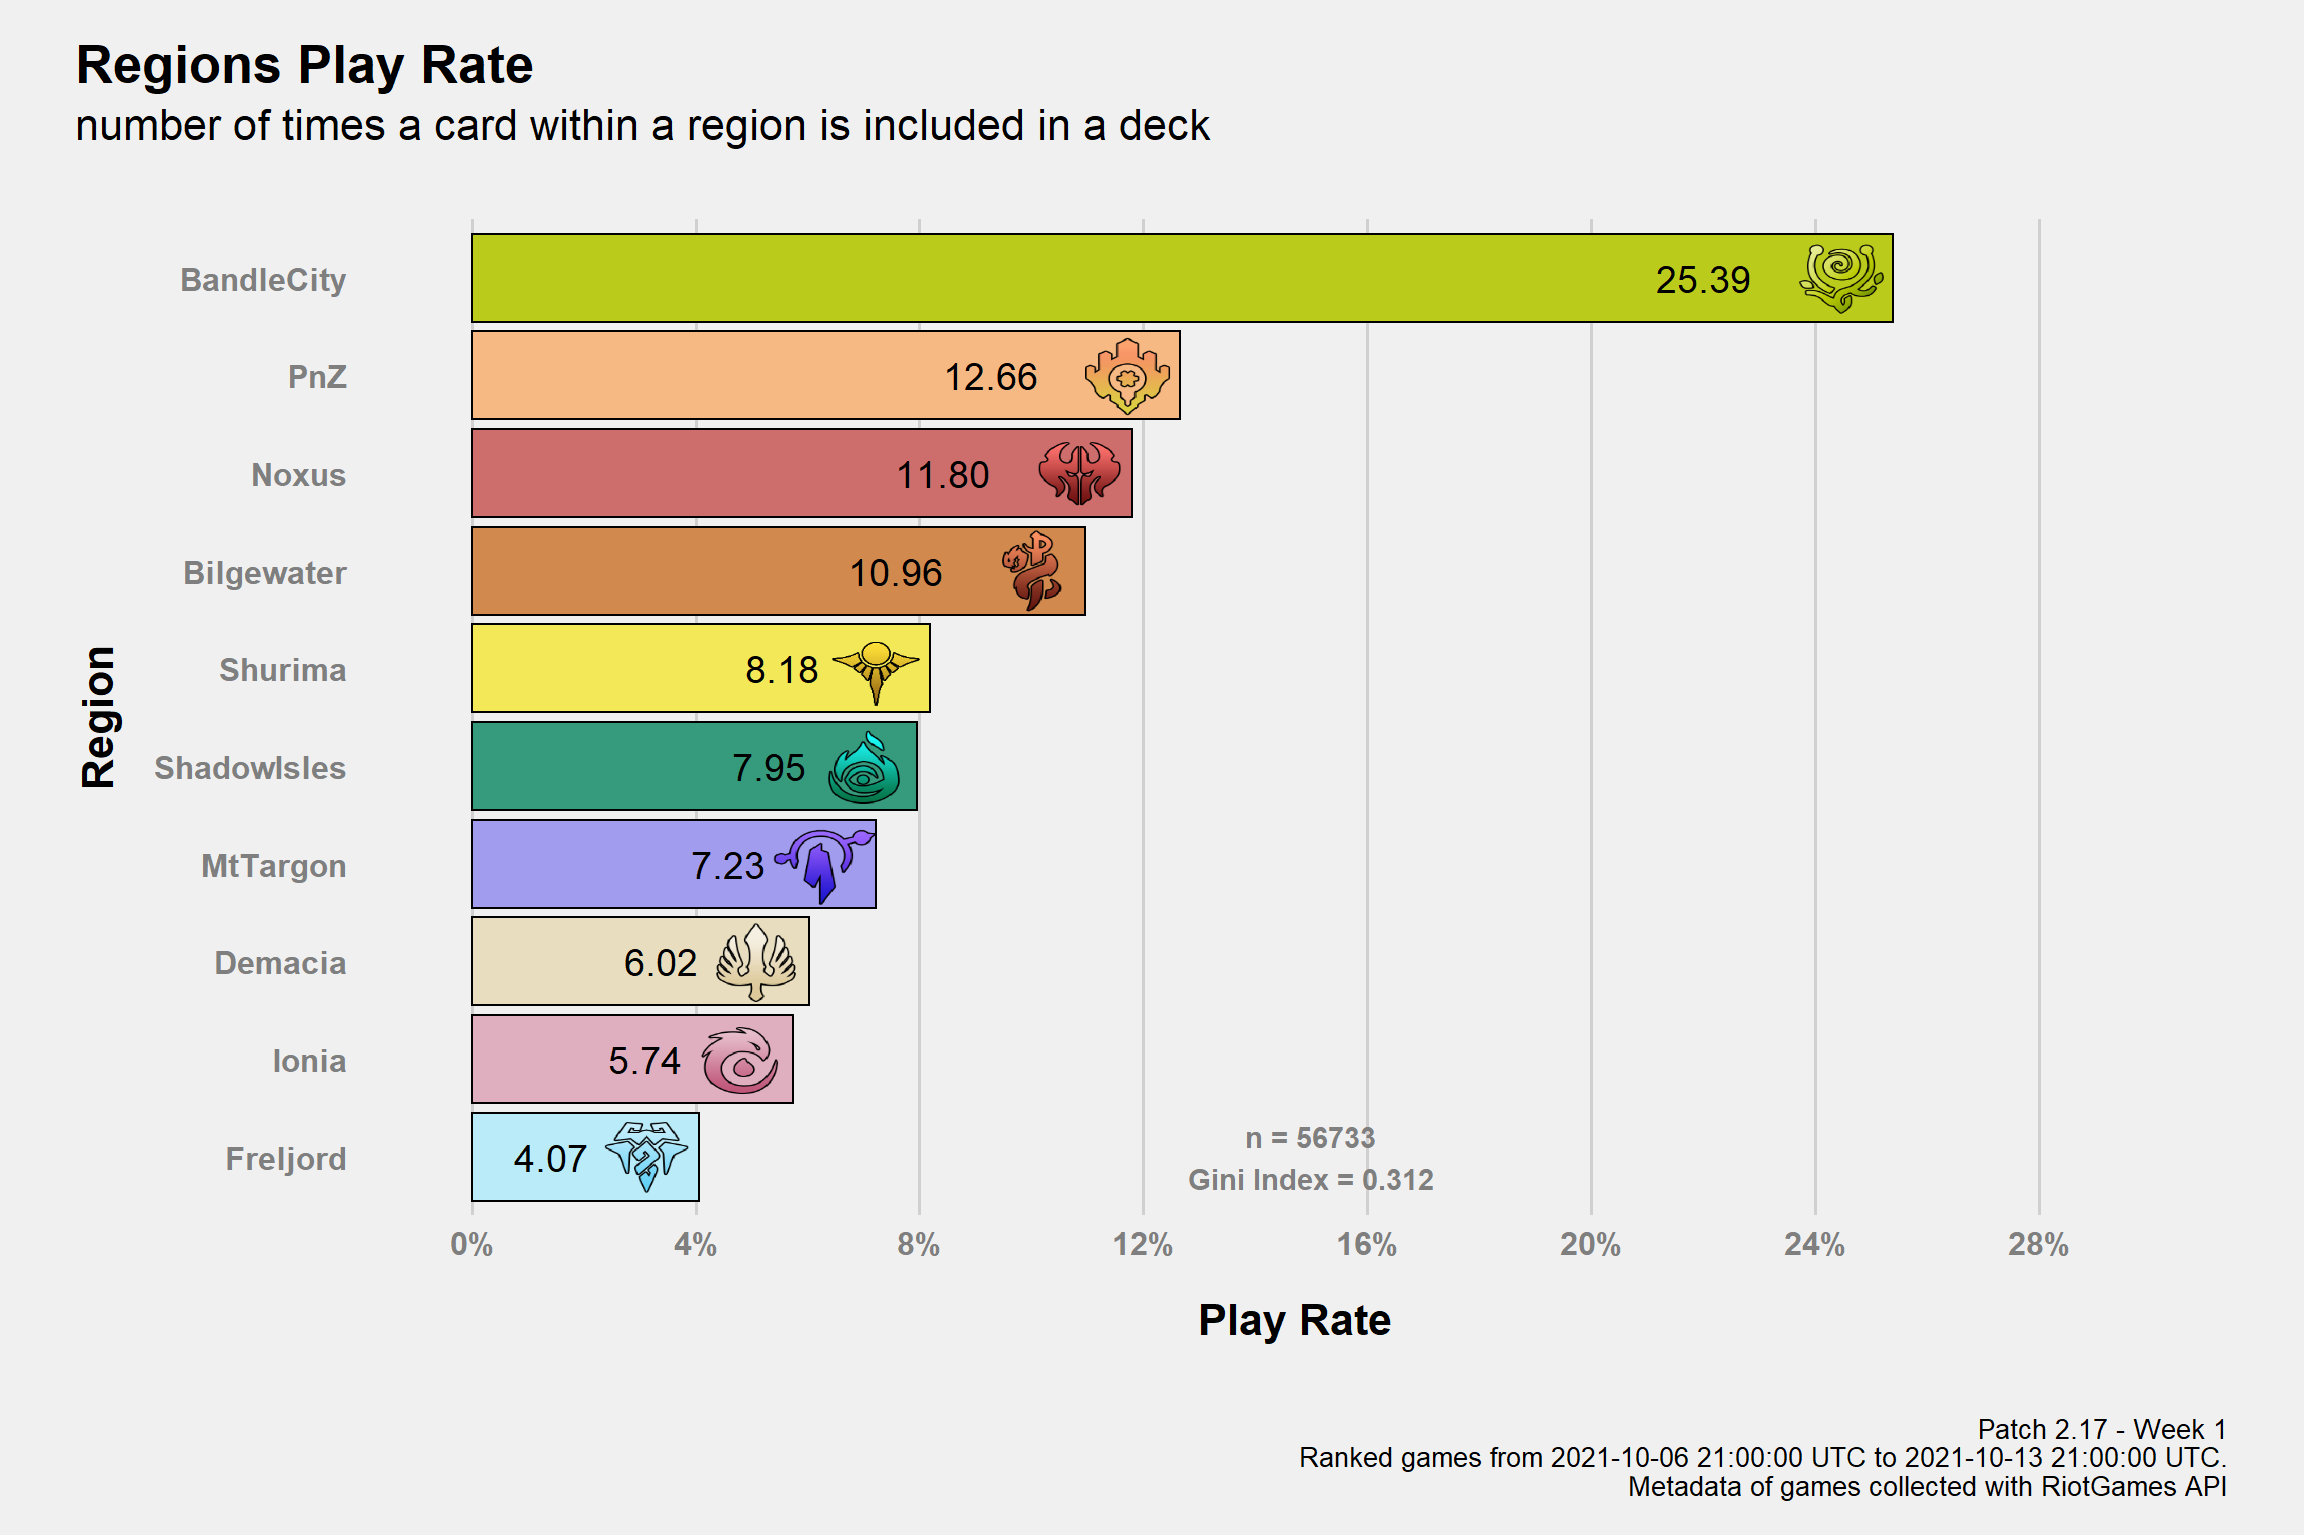 Regions Play Rate
number of times a card within a region is included in a deck
Region
BandleCity
25.39
PnZ
12.66
Noxus
11.80
Bilgewater
10.96
Shurima
8.18
ShadowIsles
7.95
MtTargon
7.23
Demacia
6.02
Ionia
5.74
Freljord
4.07
n = 56733
Gini Index = 0.312
0% 4% 8% 12% 16% 20% 24% 28%
Play Rate
Patch 2.17 - Week 1
Ranked games from 2021-10-06 21:00:00 UTC to 2021-10-13 21:00:00 UTC.
Metadata of games collected with RiotGames API